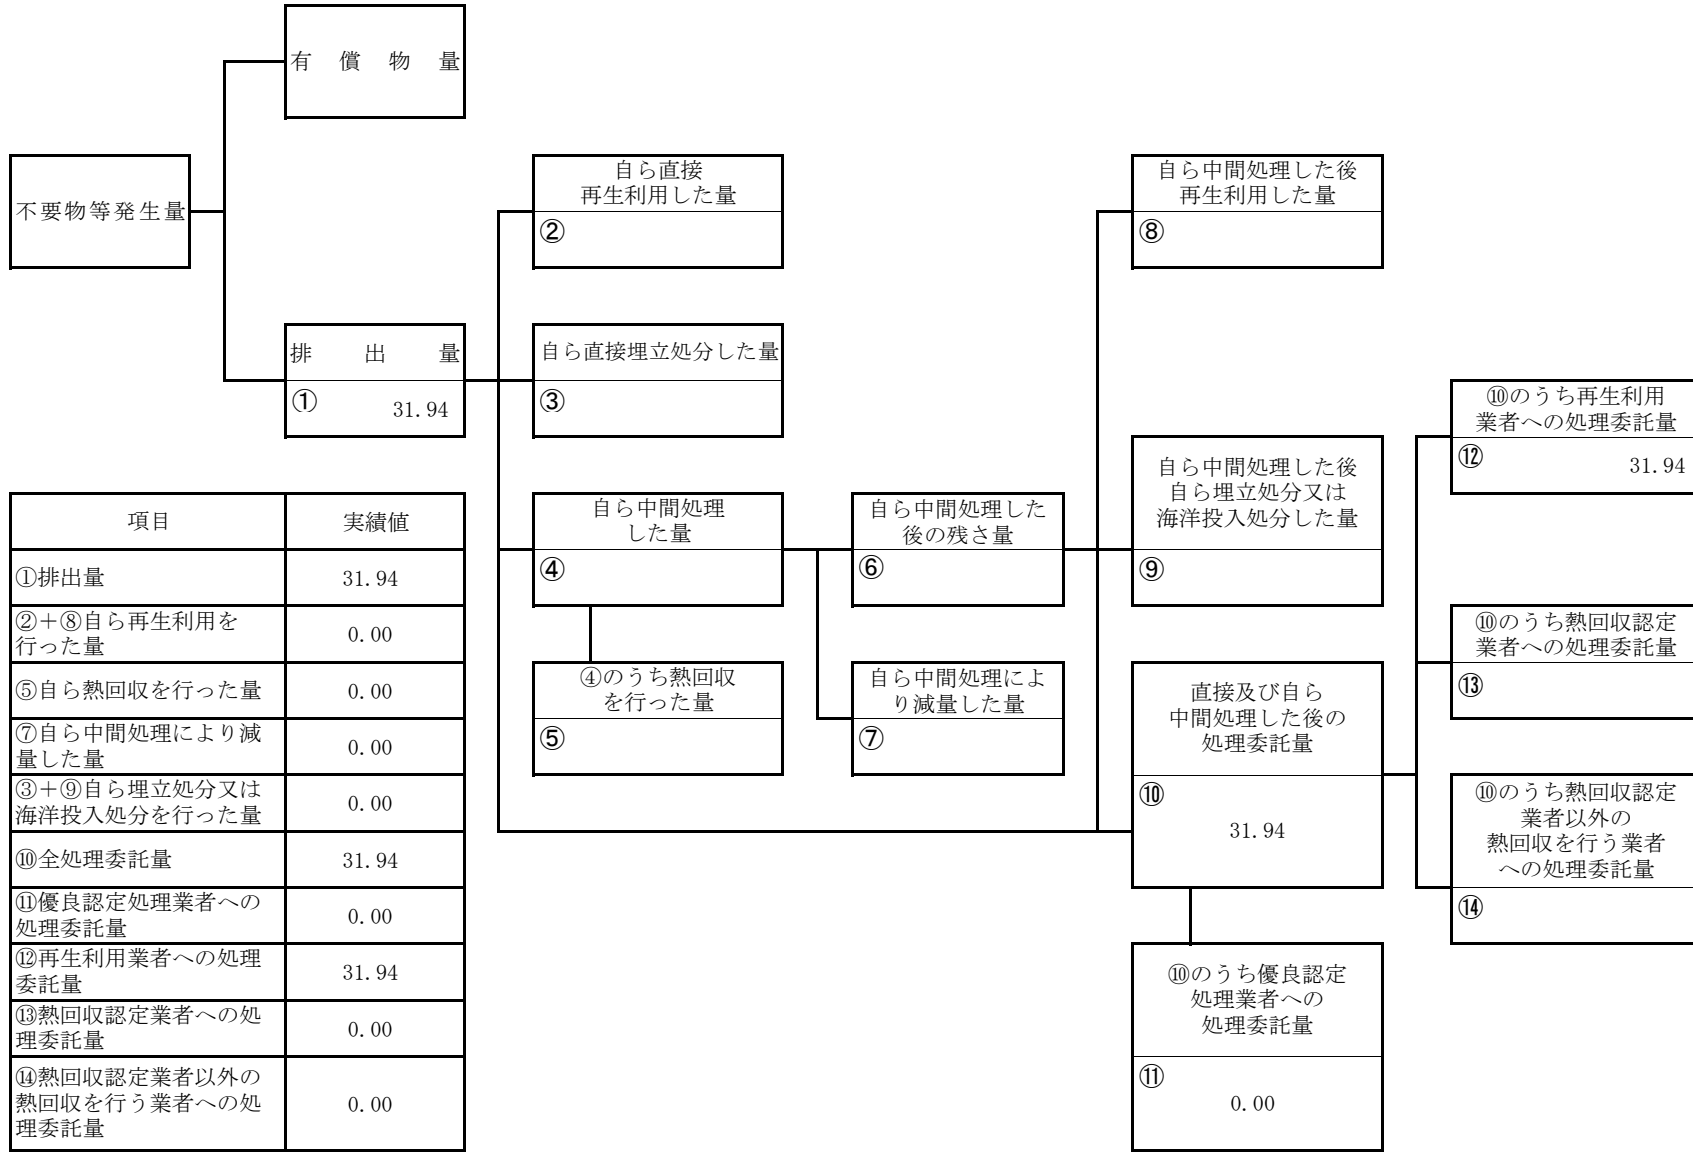 有償物量
不要物等発生量
排出量
①
31.94
自ら直接
再生利用した量
②
自ら直接埋立処分した量
③
自ら中間処理
した量
④
④のうち熱回収
を行った量
⑤
自ら中間処理した
後の残さ量
⑥
自ら中間処理によ
り減量した量
⑦
自ら中間処理した後
再生利用した量
⑧
自ら中間処理した後
自ら埋立処分又は
海洋投入処分した量
⑨
直接及び自ら
中間処理した後の
処理委託量
⑩
31.94
⑩のうち優良認定
処理業者への
処理委託量
⑪
0.00
⑩のうち再生利用
業者への処理委託量
⑫
31.94
⑩のうち熱回収認定
業者への処理委託量
⑬
⑩のうち熱回収認定
業者以外の
熱回収を行う業者
への処理委託量
⑭
項目 実績値
①排出量 31.94
②＋⑧自ら再生利用を
行った量 0.00
⑤自ら熱回収を行った量 0.00
⑦自ら中間処理により減
量した量 0.00
③＋⑨自ら埋立処分又は
海洋投入処分を行った量 0.00
⑩全処理委託量 31.94
⑪優良認定処理業者への
処理委託量 0.00
⑫再生利用業者への処理
委託量 31.94
⑬熱回収認定業者への処
理委託量 0.00
⑭熱回収認定業者以外の
熱回収を行う業者への処 0.00
理委託量